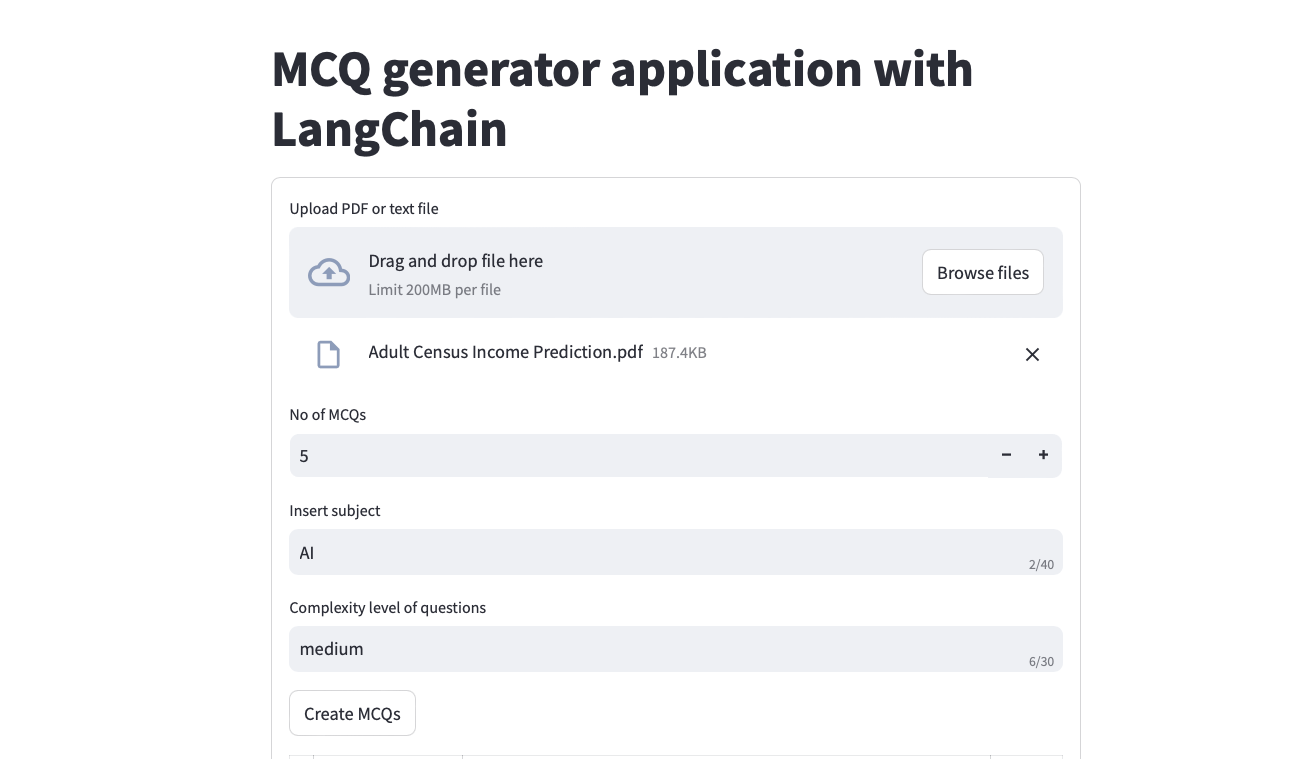 MCQ generator application with
LangChain
Upload PDF or text file
Drag and drop file here
Limit 200MB per file
Browse files
Adult Census Income Prediction.pdf 187.4KB
No of MCQs
5
Insert subject
AI
2/40
Complexity level of questions
medium
6/30
Create MCQs